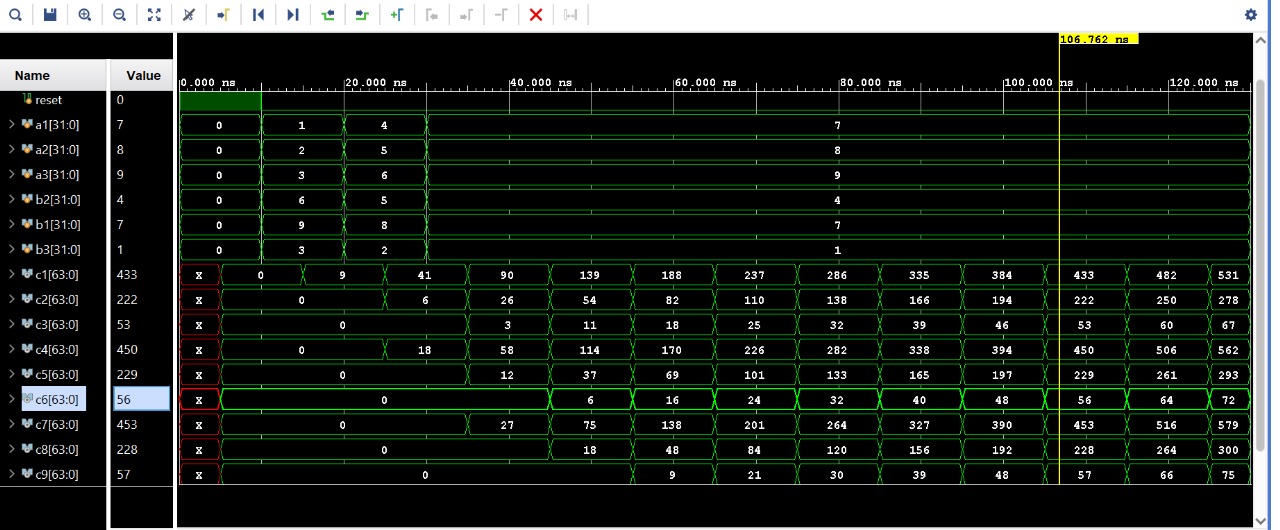 106.762 ns
Name Value 0.000 ns 20.000 ns 40.000 ns 60.000 ns 80.000 ns 100.000 ns 120.000 ns
reset 0
a1[31:0] 7 0 1 4 7
a2[31:0] 8 0 2 5 8
a3[31:0] 9 0 3 6 9
b2[31:0] 4 0 6 5 4
b1[31:0] 7 0 9 8 7
b3[31:0] 1 0 3 2 1
c1[63:0] 433 X 0 9 41 90 139 188 237 286 335 384 433 482 531
c2[63:0] 222 X 0 6 26 54 82 110 138 166 194 222 250 278
c3[63:0] 53 X 0 3 11 18 25 32 39 46 53 60 67
c4[63:0] 450 X 0 18 58 114 170 226 282 338 394 450 506 562
c5[63:0] 229 X 0 12 37 69 101 133 165 197 229 261 293
c6[63:0] 56 X 0 6 16 24 32 40 48 56 64 72
c7[63:0] 453 X 0 27 75 138 201 264 327 390 453 516 579
c8[63:0] 228 X 0 18 48 84 120 156 192 228 264 300
c9[63:0] 57 X 0 9 21 30 39 48 57 66 75